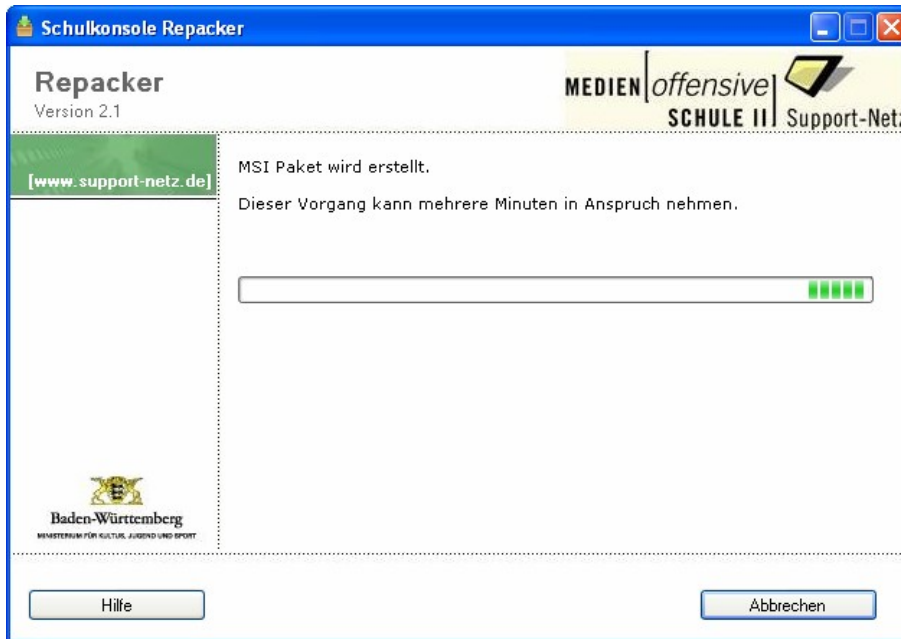 Schulkonsole Repacker
Repacker
Version 2.1
MEDIEN offensive
SCHULE II Support-Netz
[www.support-netz.de]
MSI Paket wird erstellt.
Dieser Vorgang kann mehrere Minuten in Anspruch nehmen.
Baden-Württemberg
MINISTERIUM FÜR KULTUS, JUGEND UND SPORT
Hilfe
Abbrechen